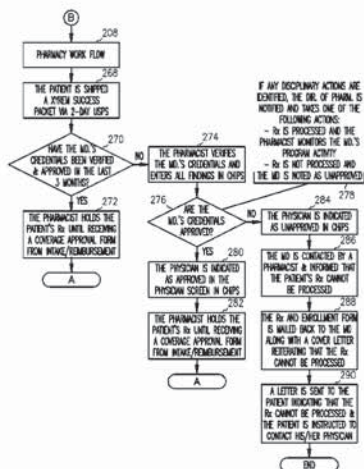 B
208
PHARMACY WORK FLOW
268
THE PATIENT IS SHIPPED
A XYREM SUCCESS
PACKET VIA 2-DAY USPS
270
HAVE THE MD.'S
CREDENTIALS BEEN VERIFIED
& APPROVED IN THE LAST
3 MONTHS?
NO
YES
272
THE PHARMACIST HOLDS THE
PATIENT'S Rx UNTIL RECEIVING
A COVERAGE APPROVAL FORM
FROM INTAKE/REIMBURSEMENT
A
274
THE PHARMACIST VERIFIES
THE MD.'S CREDENTIALS AND
ENTERS ALL FINDINGS IN CHIPS
276
ARE THE
MD.'S CREDENTIALS
APPROVED?
NO
YES
280
THE PHYSICIAN IS INDICATED
AS APPROVED IN THE
PHYSICIAN SCREEN IN CHIPS
282
THE PHARMACIST HOLDS THE
PATIENT'S Rx UNTIL RECEIVING
A COVERAGE APPROVAL FORM
FROM INTAKE/REIMBURSEMENT
A
IF ANY DISCIPLINARY ACTIONS ARE
IDENTIFIED, THE DIR. OF PHARM. IS
NOTIFIED AND TAKES ONE OF THE
FOLLOWING ACTIONS:
- Rx IS PROCESSED AND THE
PHARMACIST MONITORS THE MD.'S
PROGRAM ACTIVITY
- Rx IS NOT PROCESSED AND
THE MD IS NOTED AS UNAPPROVED
278
284
THE PHYSICIAN IS INDICATED
AS UNAPPROVED IN CHIPS
286
THE MD IS CONTACTED BY A
PHARMACIST & INFORMED THAT
THE PATIENT'S Rx CANNOT
BE PROCESSED
288
THE Rx AND ENROLLMENT FORM
IS MAILED BACK TO THE MD
ALONG WITH A COVER LETTER
REITERATING THAT THE Rx
CANNOT BE PROCESSED
290
A LETTER IS SENT TO THE
PATIENT INDICATING THAT THE
Rx CANNOT BE PROCESSED &
THE PATIENT IS INSTRUCTED TO
CONTACT HIS/HER PHYSICIAN
END